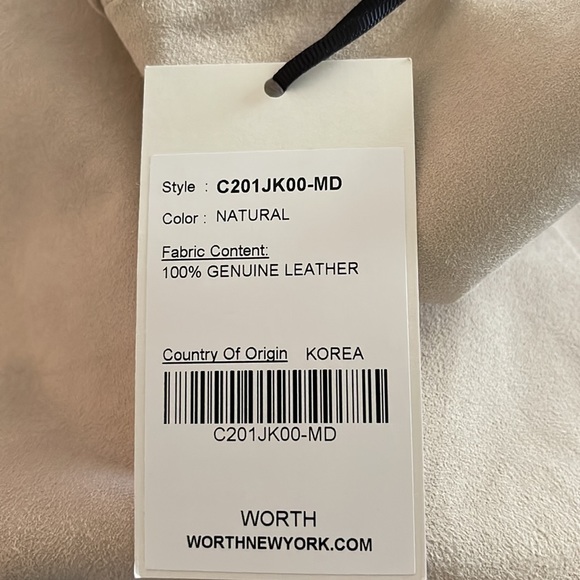 Style : C201JK00-MD
Color : NATURAL
Fabric Content:
100% GENUINE LEATHER
Country Of Origin KOREA
C201JK00-MD
WORTH
WORTHNEWYORK.COM